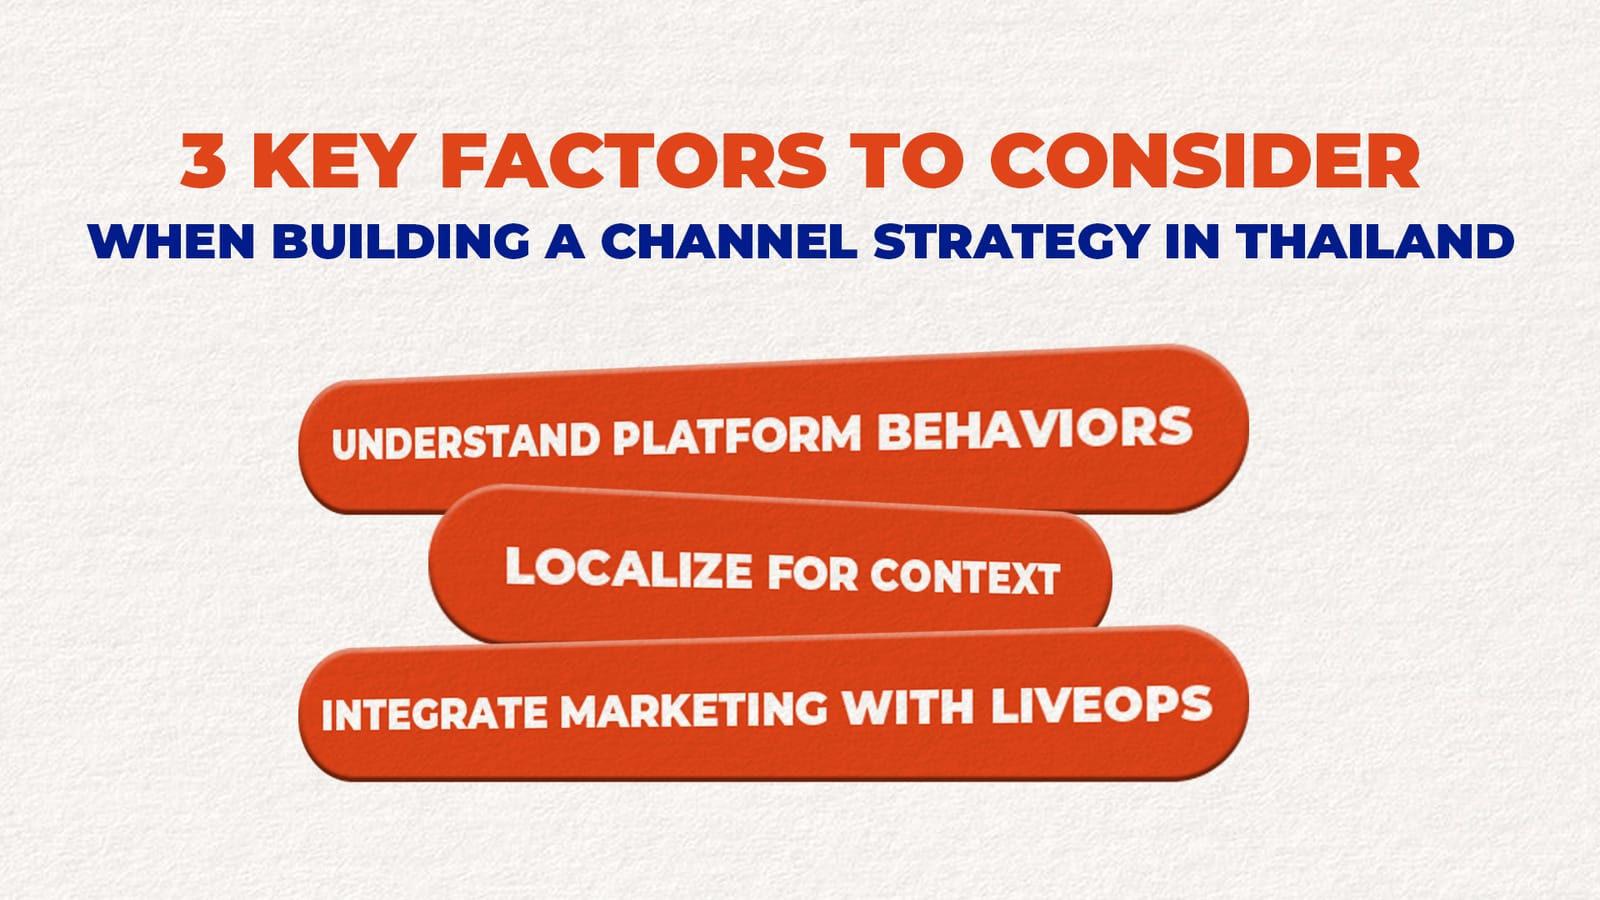 3 KEY FACTORS TO CONSIDER
WHEN BUILDING A CHANNEL STRATEGY IN THAILAND
UNDERSTAND PLATFORM BEHAVIORS
LOCALIZE FOR CONTEXT
INTEGRATE MARKETING WITH LIVEOPS